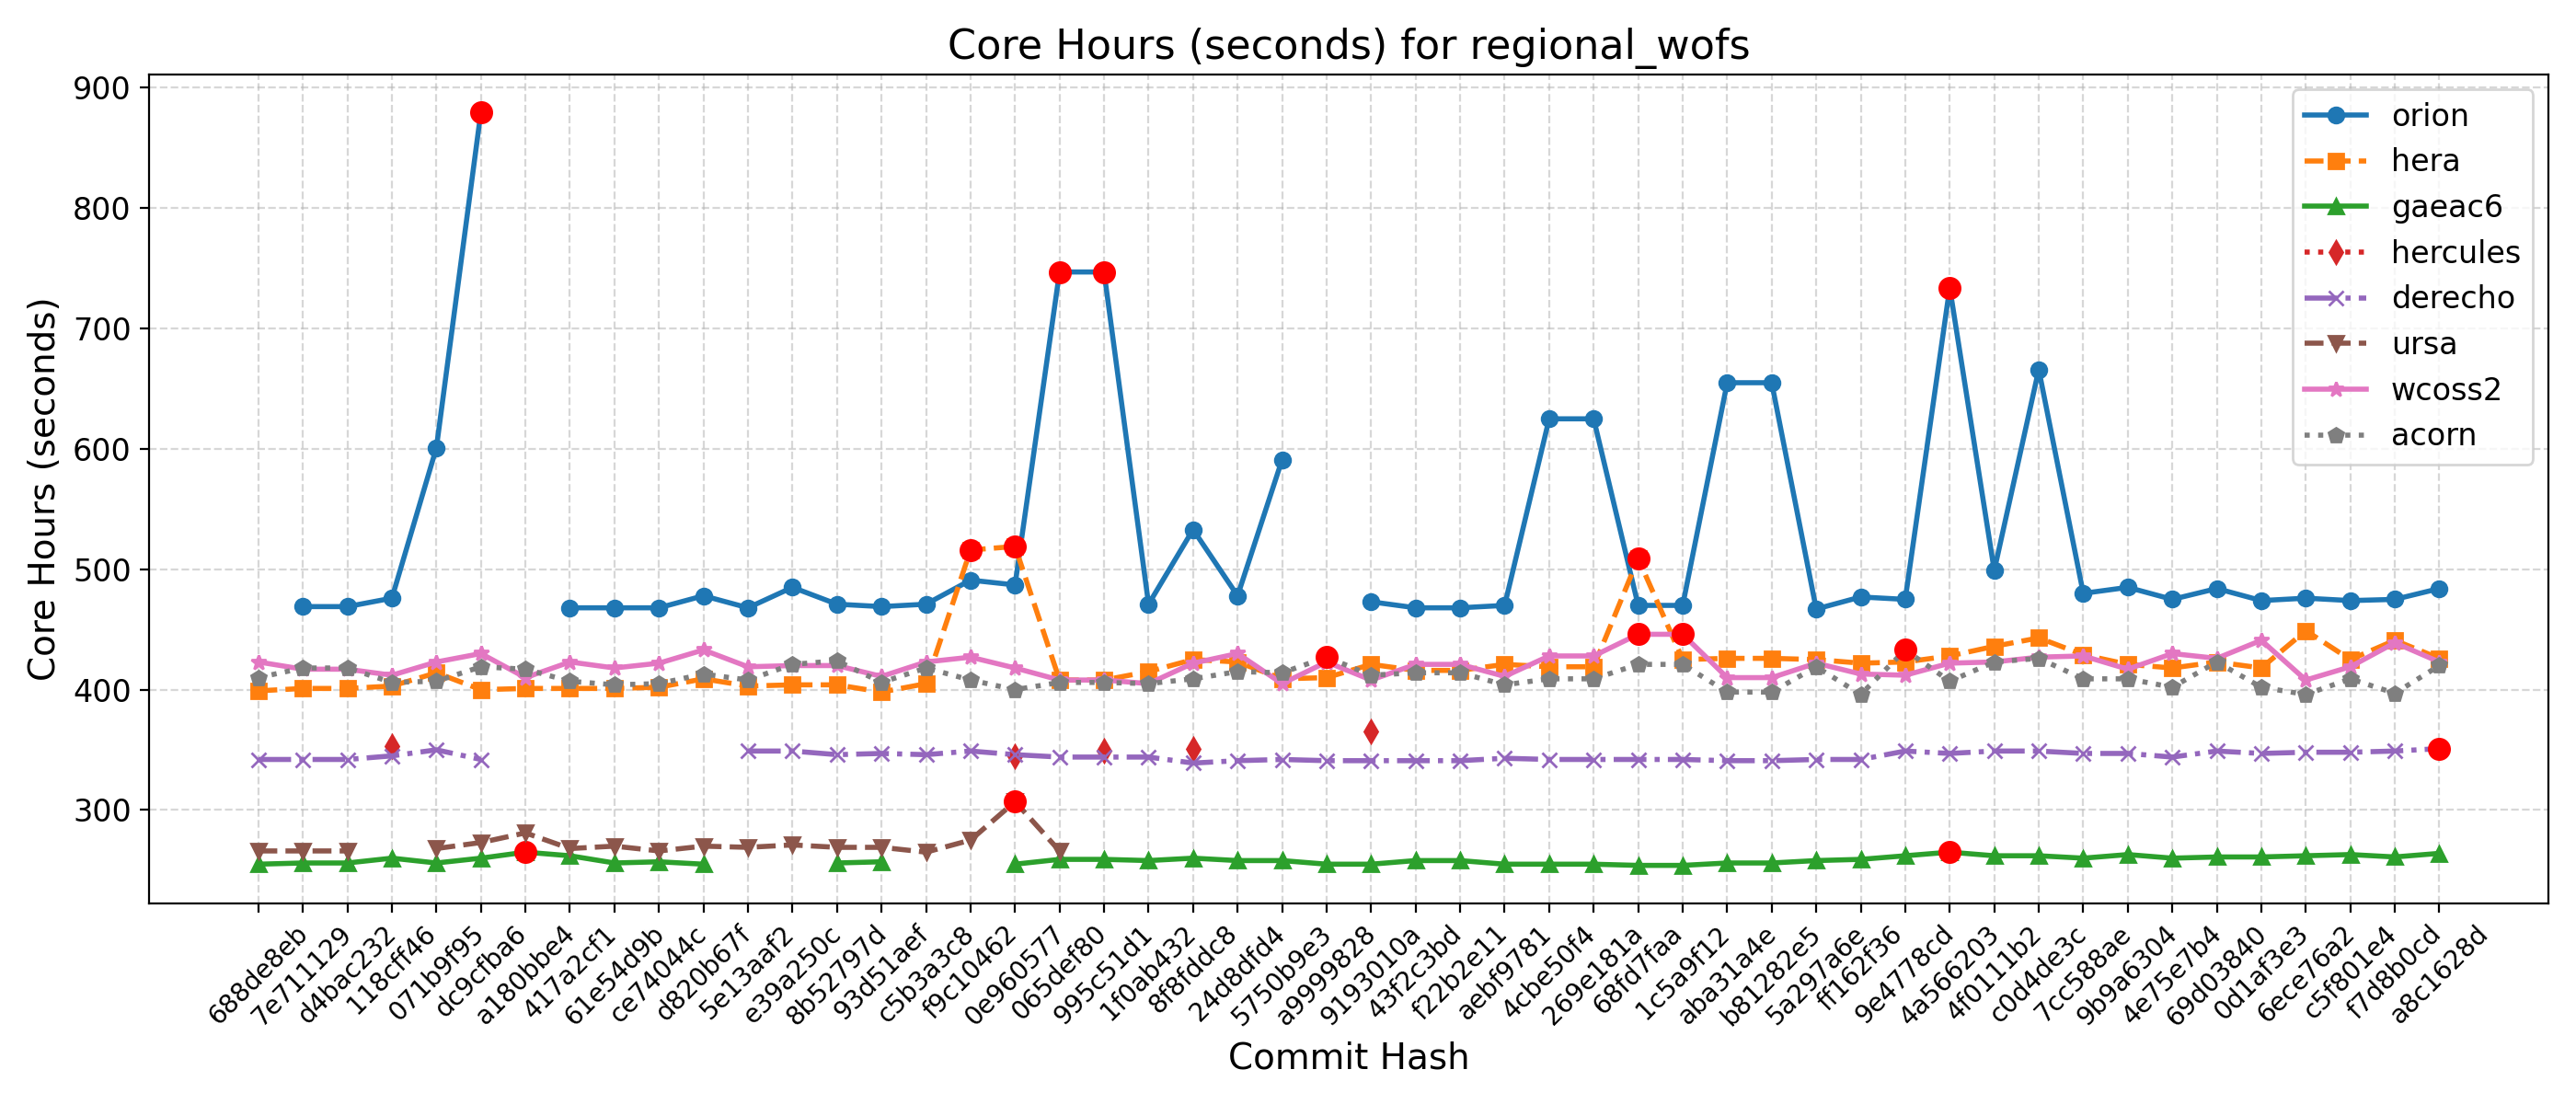 Core Hours (seconds) for regional_wofs
Core Hours (seconds)
900
800
700
600
500
400
300
orion
hera
gaeac6
hercules
derecho
ursa
wcoss2
acorn
688de8eb
7e711129
d4bac232
118cff46
071b9f95
dc9cfba6
a180bbe4
417a2cf1
61e54d9b
ce74044c
d820b67f
5e13aaf2
e39a250c
8b52797d
93d51aef
c5b3a3c8
f9c10462
0e960577
065def80
995c51d1
1f0ab432
8f8fddc8
24d8dfd4
5750b9e3
a9999828
9193010a
43f2c3bd
f22b2e11
aebf9781
4cbe50f4
269e181a
68fd7faa
1c5a9f12
aba31a4e
b81282e5
5a297a6e
ff162f36
9e4778cd
4a566203
4f0111b2
c0d4de3c
7cc588ae
9b9a6304
4e75e7b4
69d03840
0d1af3e3
6ece76a2
c5f801e4
f7d8b0cd
a8c1628d
Commit Hash